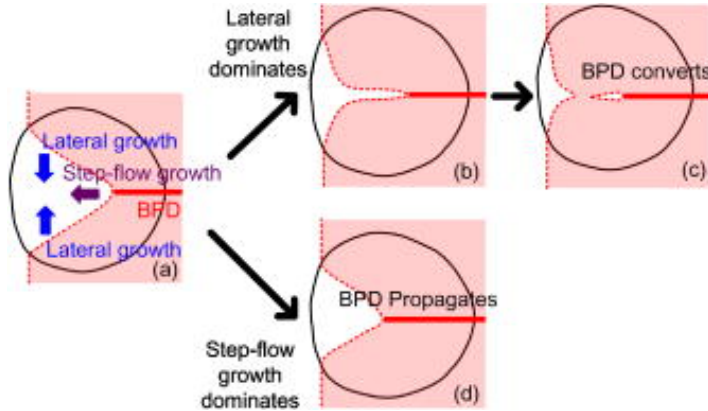 Lateral growth
Step-flow growth
BPD
Lateral growth
(a)
Lateral
growth
dominates
(b)
BPD converts
(c)
Step-flow
growth
dominates
BPD Propagates
(d)